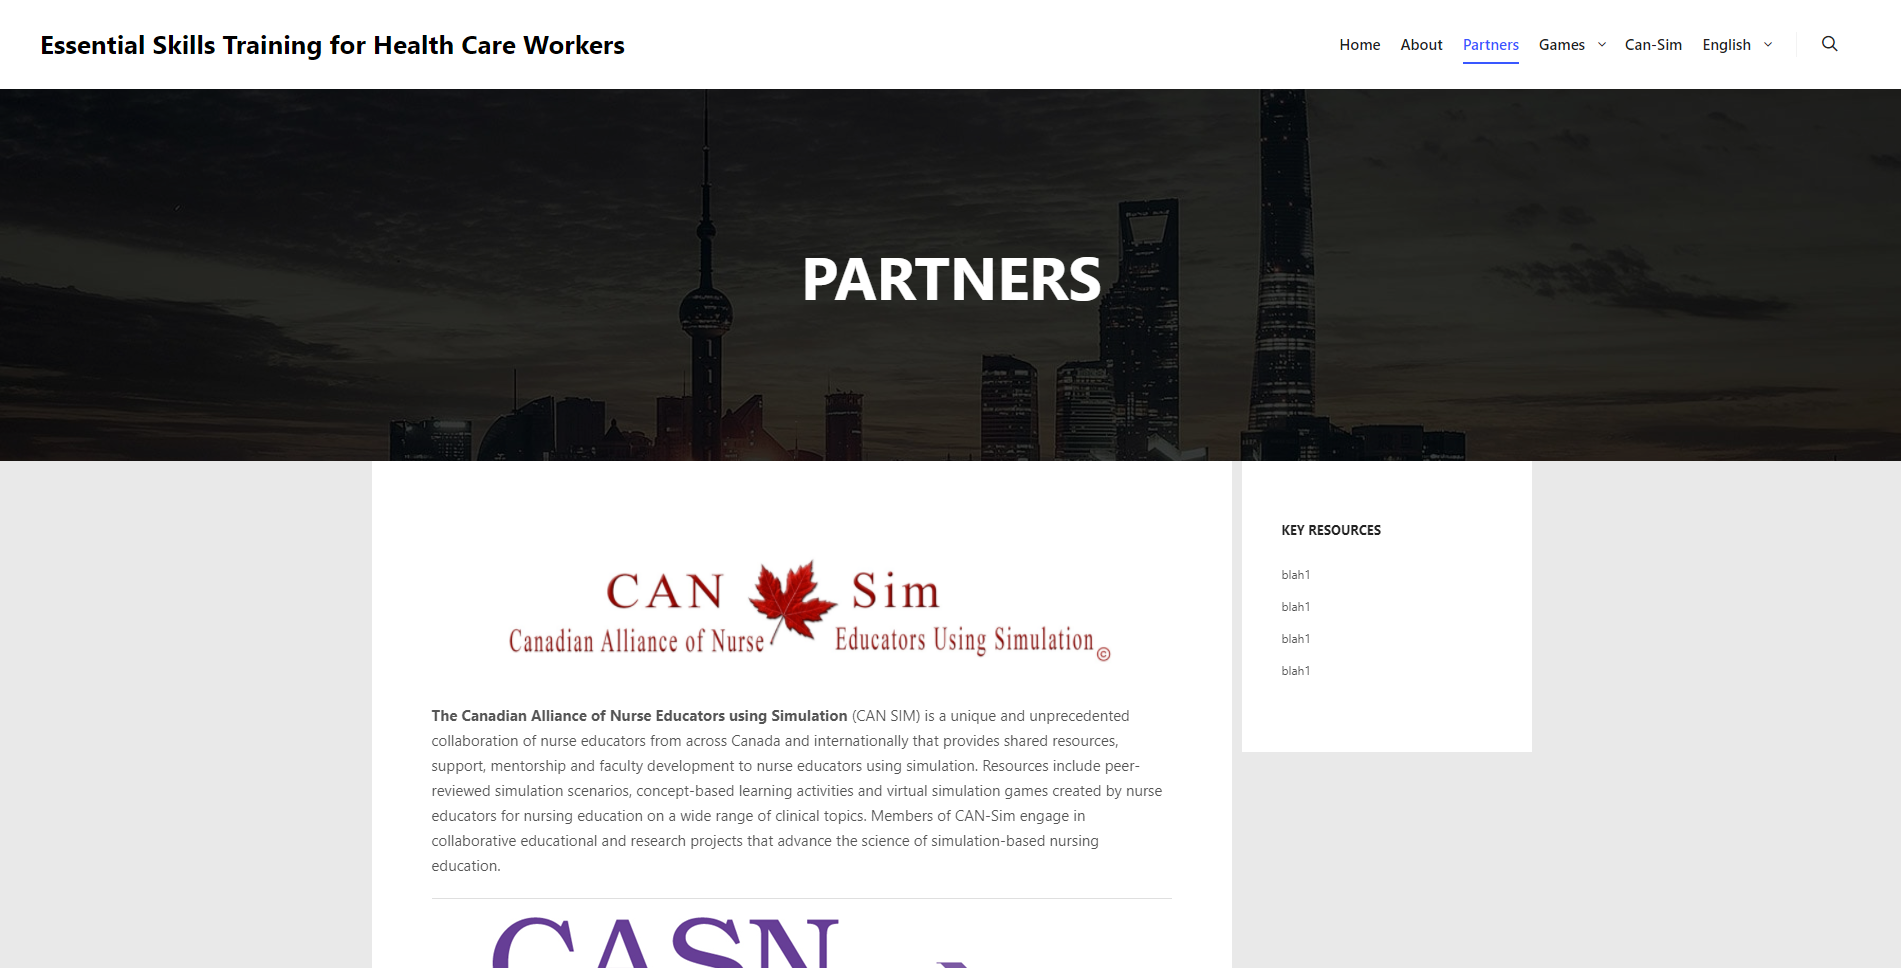 Essential Skills Training for Health Care Workers
Home About Partners Games Can-Sim English
PARTNERS
CAN Sim
Canadian Alliance of Nurse Educators Using Simulation ©
The Canadian Alliance of Nurse Educators using Simulation (CAN SIM) is a unique and unprecedented
collaboration of nurse educators from across Canada and internationally that provides shared resources,
support, mentorship and faculty development to nurse educators using simulation. Resources include peer-
reviewed simulation scenarios, concept-based learning activities and virtual simulation games created by nurse
educators for nursing education on a wide range of clinical topics. Members of CAN-Sim engage in
collaborative educational and research projects that advance the science of simulation-based nursing
education.
CASN
KEY RESOURCES
blah1
blah1
blah1
blah1